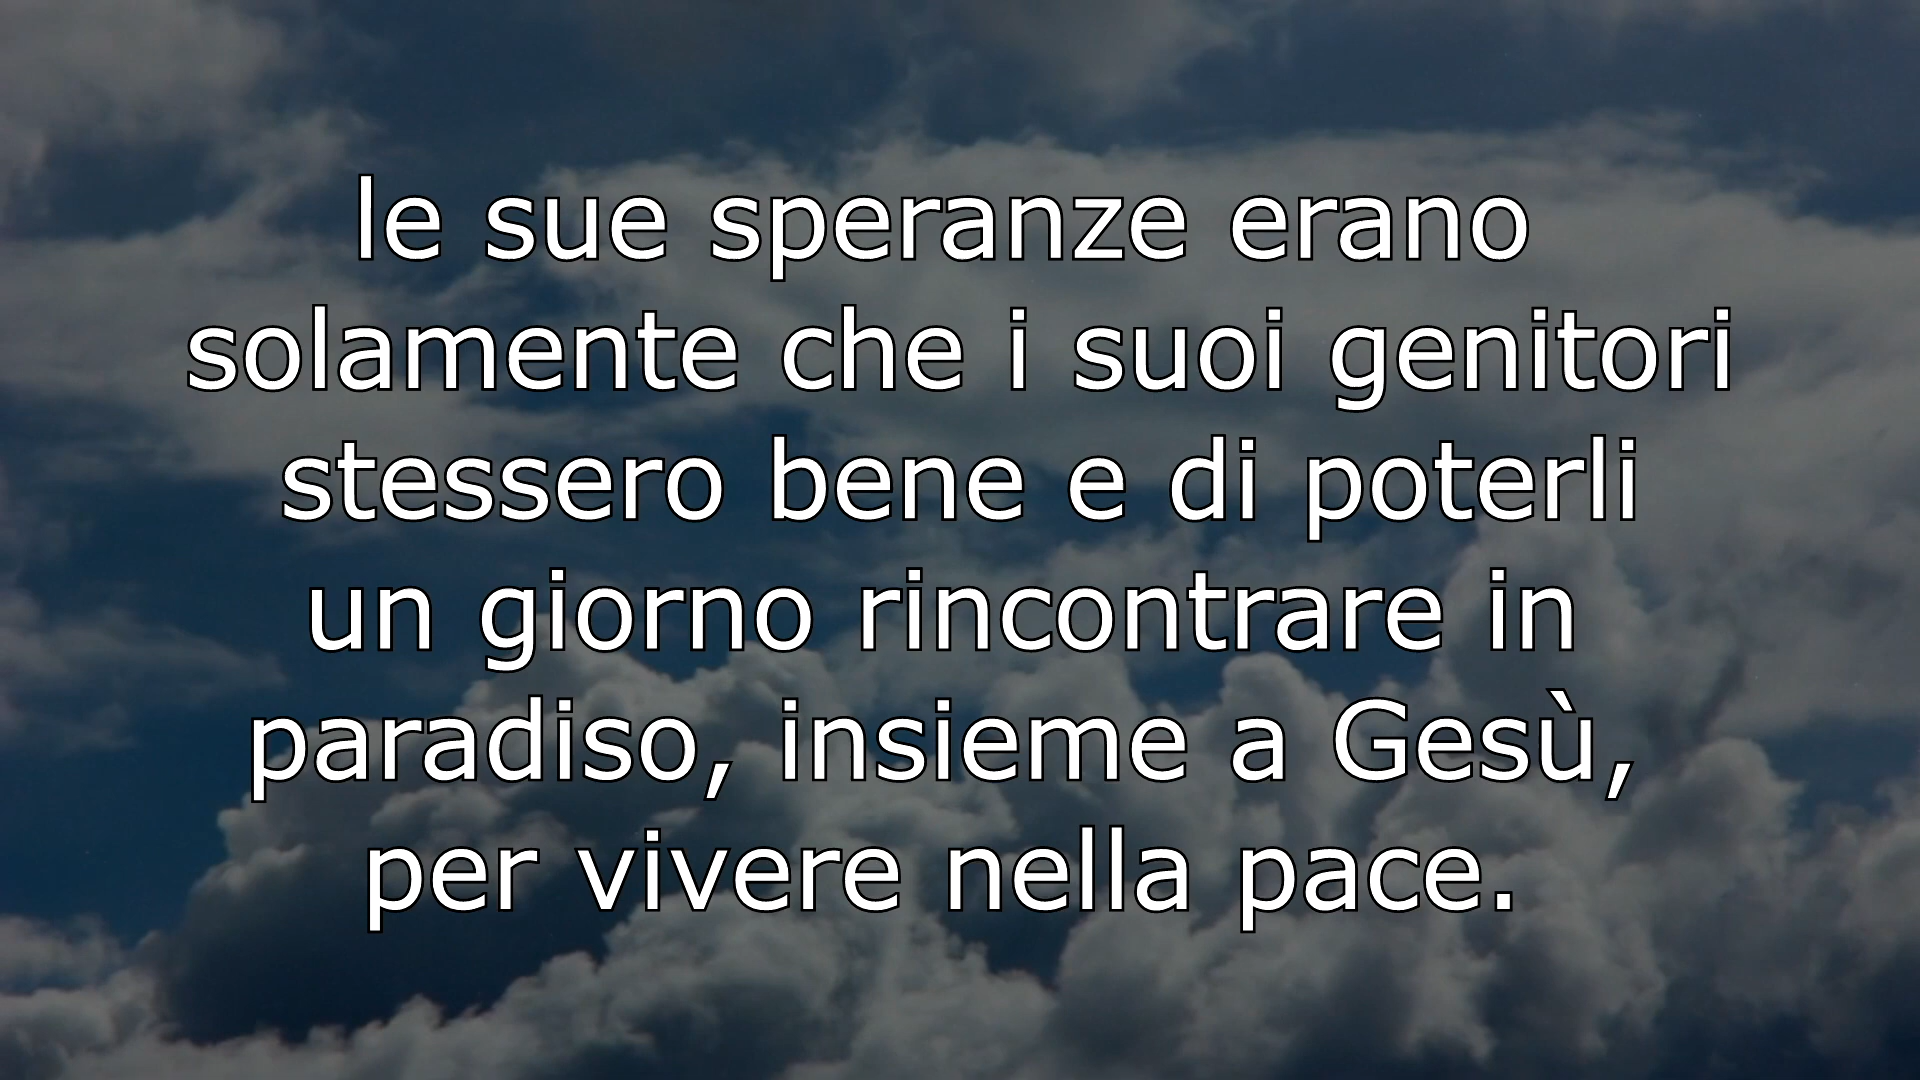 le sue speranze erano
solamente che i suoi genitori
stessero bene e di poterli
un giorno rincontrare in
paradiso, insieme a Gesù,
per vivere nella pace.